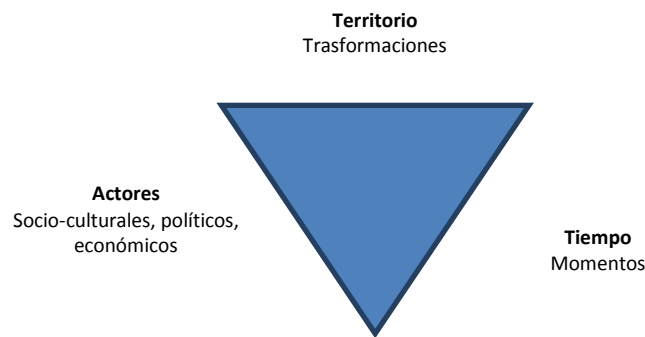 Territorio
Trasformaciones
Actores
Socio-culturales, políticos,
económicos
Tiempo
Momentos